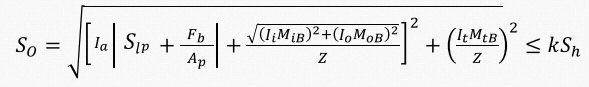 S_O = √([I_a | S_lp + F_b/A_p | + √((I_i M_iB)^2+(I_o M_oB)^2)/Z]^2 + (I_t M_tB/Z)^2) ≤ kS_h